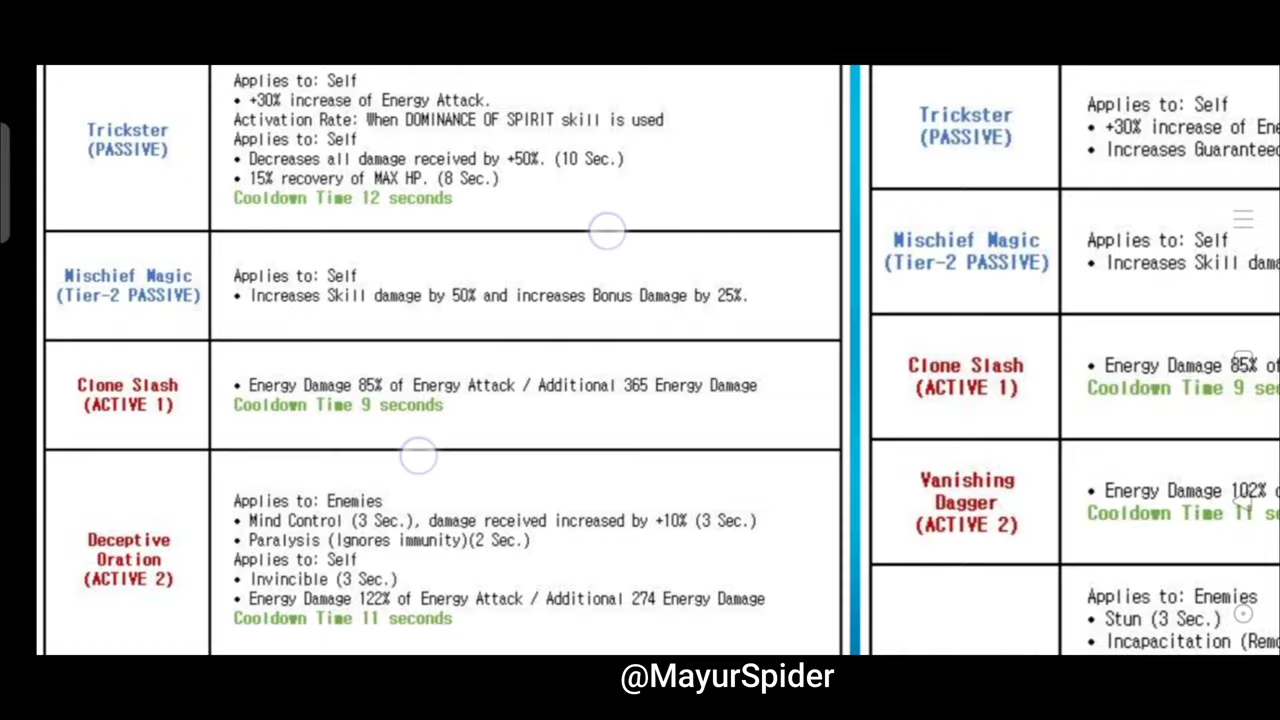 Trickster
(PASSIVE)
Applies to: Self
• +30% increase of Energy Attack.
Activation Rate: When DOMINANCE OF SPIRIT skill is used
Applies to: Self
• Decreases all damage received by +50%. (10 Sec.)
• 15% recovery of MAX HP. (8 Sec.)
Cooldown Time 12 seconds
Mischief Magic
(Tier-2 PASSIVE)
Applies to: Self
• Increases Skill damage by 50% and increases Bonus Damage by 25%.
Clone Slash
(ACTIVE 1)
• Energy Damage 85% of Energy Attack / Additional 365 Energy Damage
Cooldown Time 9 seconds
Deceptive
Oration
(ACTIVE 2)
Applies to: Enemies
• Mind Control (3 Sec.), damage received increased by +10% (3 Sec.)
• Paralysis (Ignores immunity)(2 Sec.)
Applies to: Self
• Invincible (3 Sec.)
• Energy Damage 122% of Energy Attack / Additional 274 Energy Damage
Cooldown Time 11 seconds
Trickster
(PASSIVE)
Applies to: Self
• +30% increase of Ene
• Increases Guaranteed
Mischief Magic
(Tier-2 PASSIVE)
Applies to: Self
• Increases Skill dama
Clone Slash
(ACTIVE 1)
• Energy Damage 85% of
Cooldown Time 9 sec
Vanishing
Dagger
(ACTIVE 2)
• Energy Damage 102% o
Cooldown Time 11 se
Applies to: Enemies
• Stun (3 Sec.)
• Incapacitation (Remo
@MayurSpider